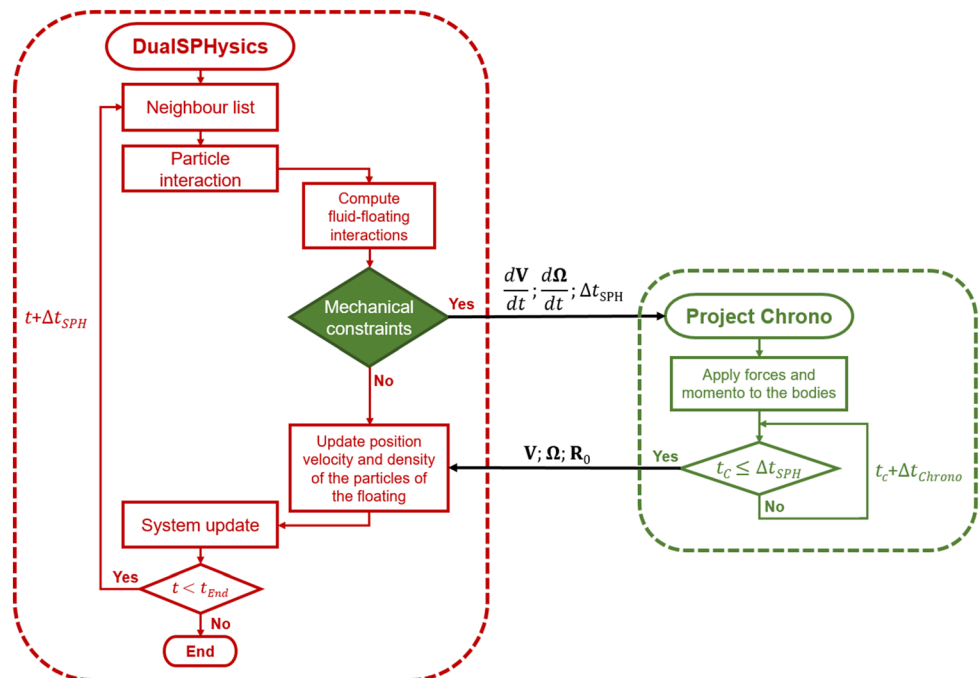 DualSPHysics
Neighbour list
Particle
interaction
Compute
fluid-floating
interactions
Mechanical
constraints
Yes
No
t+Δt_SPH
dV/dt ; dΩ/dt ; Δt_SPH
Project Chrono
Apply forces and
momento to the bodies
t_C ≤ Δt_SPH
Yes
No
t_c+Δt_Chrono
V; Ω; R_0
Update position
velocity and density
of the particles of
the floating
System update
t < t_End
Yes
No
End